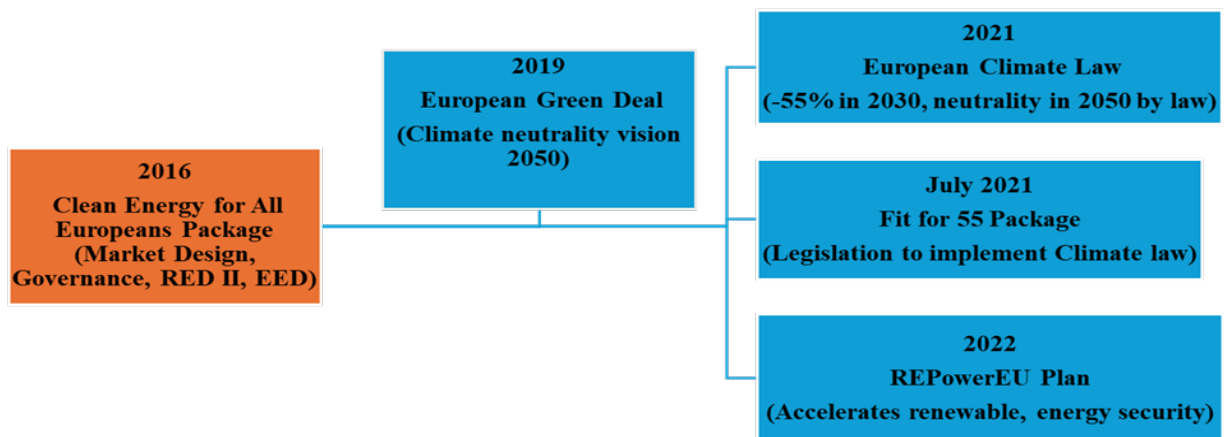 2016
Clean Energy for All
Europeans Package
(Market Design,
Governance, RED II, EED)
2019
European Green Deal
(Climate neutrality vision
2050)
2021
European Climate Law
(-55% in 2030, neutrality in 2050 by law)
July 2021
Fit for 55 Package
(Legislation to implement Climate law)
2022
REPowerEU Plan
(Accelerates renewable, energy security)